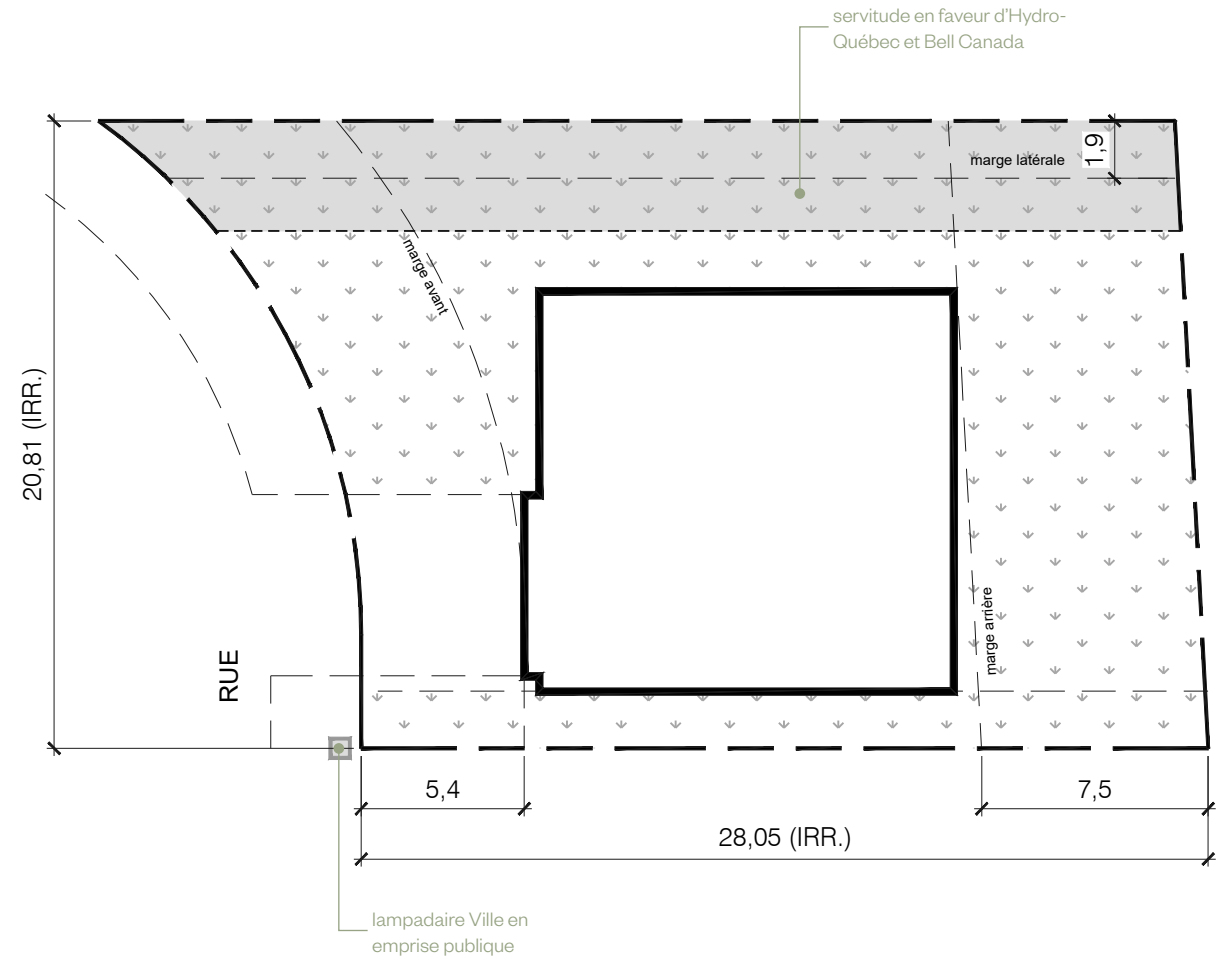 servitude en faveur d'Hydro-
Québec et Bell Canada
marge latérale
1,9
marge avant
20,81 (IRR.)
marge arrière
RUE
5,4
7,5
28,05 (IRR.)
lampadaire Ville en
emprise publique